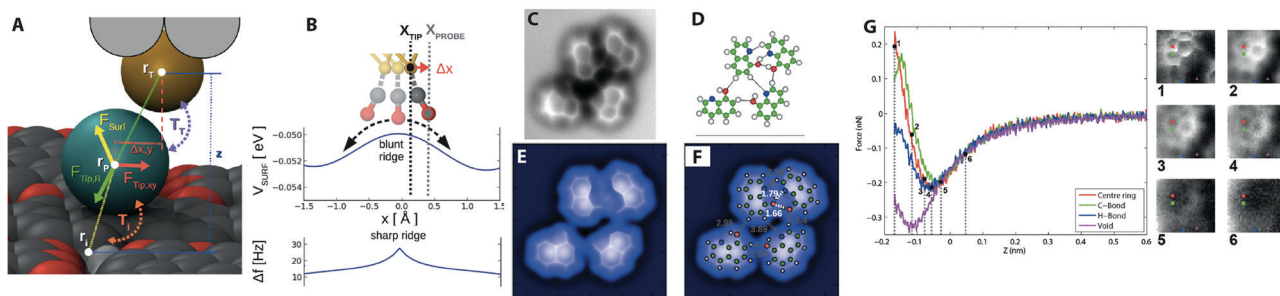 A
r_T
F_Surf
Δx,y
T_T
z
r_P
F_Tip,R
F_Tip,xy
T_I
r_i
B
X_TIP X_PROBE
Δx
V_SURF [ eV ]
-0.050
-0.052
-0.054
blunt
ridge
-1.5 -1.0 -0.5 0.0 0.5 1.0 1.5
x [ Å ]
sharp ridge
Δf [Hz]
30
20
10
C
D
E
F
1.79
1.66
2.95
3.89
G
Force (nN)
0.2
0.1
0
-0.1
-0.2
-0.3
-0.2 -0.1 0 0.1 0.2 0.3 0.4 0.5 0.6
Z (nm)
1
2
3
4
5
6
Centre ring
C-Bond
H-Bond
Void
1 2
3 4
5 6